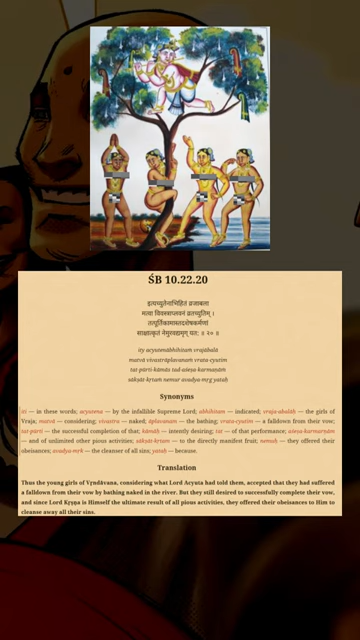 ŚB 10.22.20
इत्यच्युतेनाभिहितं व्रजाबला
मत्वा विवस्त्राप्लवनं व्रतच्युतिम् ।
तत्पूर्तिकामास्तदशेषकर्मणां
साक्षात्कृतं नेमुरवद्यमृग् यत: ॥ २० ॥
ity acyutenābhihitaṁ vrajābalā
matvā vivastrāplavanaṁ vrata-cyutim
tat-pūrti-kāmās tad-aśeṣa-karmaṇāṁ
sākṣāt-kṛtaṁ nemur avadya-mṛg yataḥ
Synonyms
iti — in these words; acyutena — by the infallible Supreme Lord; abhihitam — indicated; vraja-abalāḥ — the girls of
Vraja; matvā — considering; vivastra — naked; āplavanam — the bathing; vrata-cyutim — a falldown from their vow;
tat-pūrti — the successful completion of that; kāmāḥ — intently desiring; tat — of that performance; aśeṣa-karmaṇām
— and of unlimited other pious activities; sākṣāt-kṛtam — to the directly manifest fruit; nemuḥ — they offered their
obeisances; avadya-mṛk — the cleanser of all sins; yataḥ — because.
Translation
Thus the young girls of Vṛndāvana, considering what Lord Acyuta had told them, accepted that they had suffered
a falldown from their vow by bathing naked in the river. But they still desired to successfully complete their vow,
and since Lord Kṛṣṇa is Himself the ultimate result of all pious activities, they offered their obeisances to Him to
cleanse away all their sins.